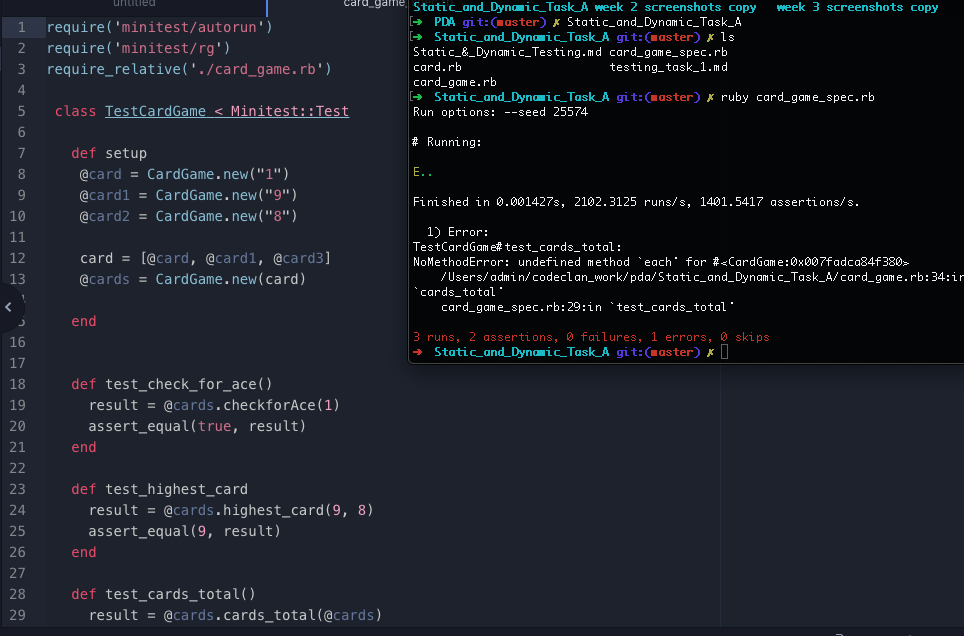 untitled
card_game.
1 require('minitest/autorun')
2 require('minitest/rg')
3 require_relative('./card_game.rb')
4
5 class TestCardGame < Minitest::Test
6
7 def setup
8 @card = CardGame.new("1")
9 @card1 = CardGame.new("9")
10 @card2 = CardGame.new("8")
11
12 card = [@card, @card1, @card3]
13 @cards = CardGame.new(card)
end
16
17
18 def test_check_for_ace()
19 result = @cards.checkforAce(1)
20 assert_equal(true, result)
21 end
22
23 def test_highest_card
24 result = @cards.highest_card(9, 8)
25 assert_equal(9, result)
26 end
27
28 def test_cards_total()
29 result = @cards.cards_total(@cards)
Static_and_Dynamic_Task_A week 2 screenshots copy week 3 screenshots copy
[➜ PDA git:(master) ✗ Static_and_Dynamic_Task_A
[➜ Static_and_Dynamic_Task_A git:(master) ✗ ls
Static_&_Dynamic_Testing.md card_game_spec.rb
card.rb testing_task_1.md
card_game.rb
[➜ Static_and_Dynamic_Task_A git:(master) ✗ ruby card_game_spec.rb
Run options: --seed 25574
# Running:
E..
Finished in 0.001427s, 2102.3125 runs/s, 1401.5417 assertions/s.
1) Error:
TestCardGame#test_cards_total:
NoMethodError: undefined method `each' for #<CardGame:0x007fadca84f380>
/Users/admin/codeclan_work/pda/Static_and_Dynamic_Task_A/card_game.rb:34:in
`cards_total'
card_game_spec.rb:29:in `test_cards_total'
3 runs, 2 assertions, 0 failures, 1 errors, 0 skips
➜ Static_and_Dynamic_Task_A git:(master) ✗